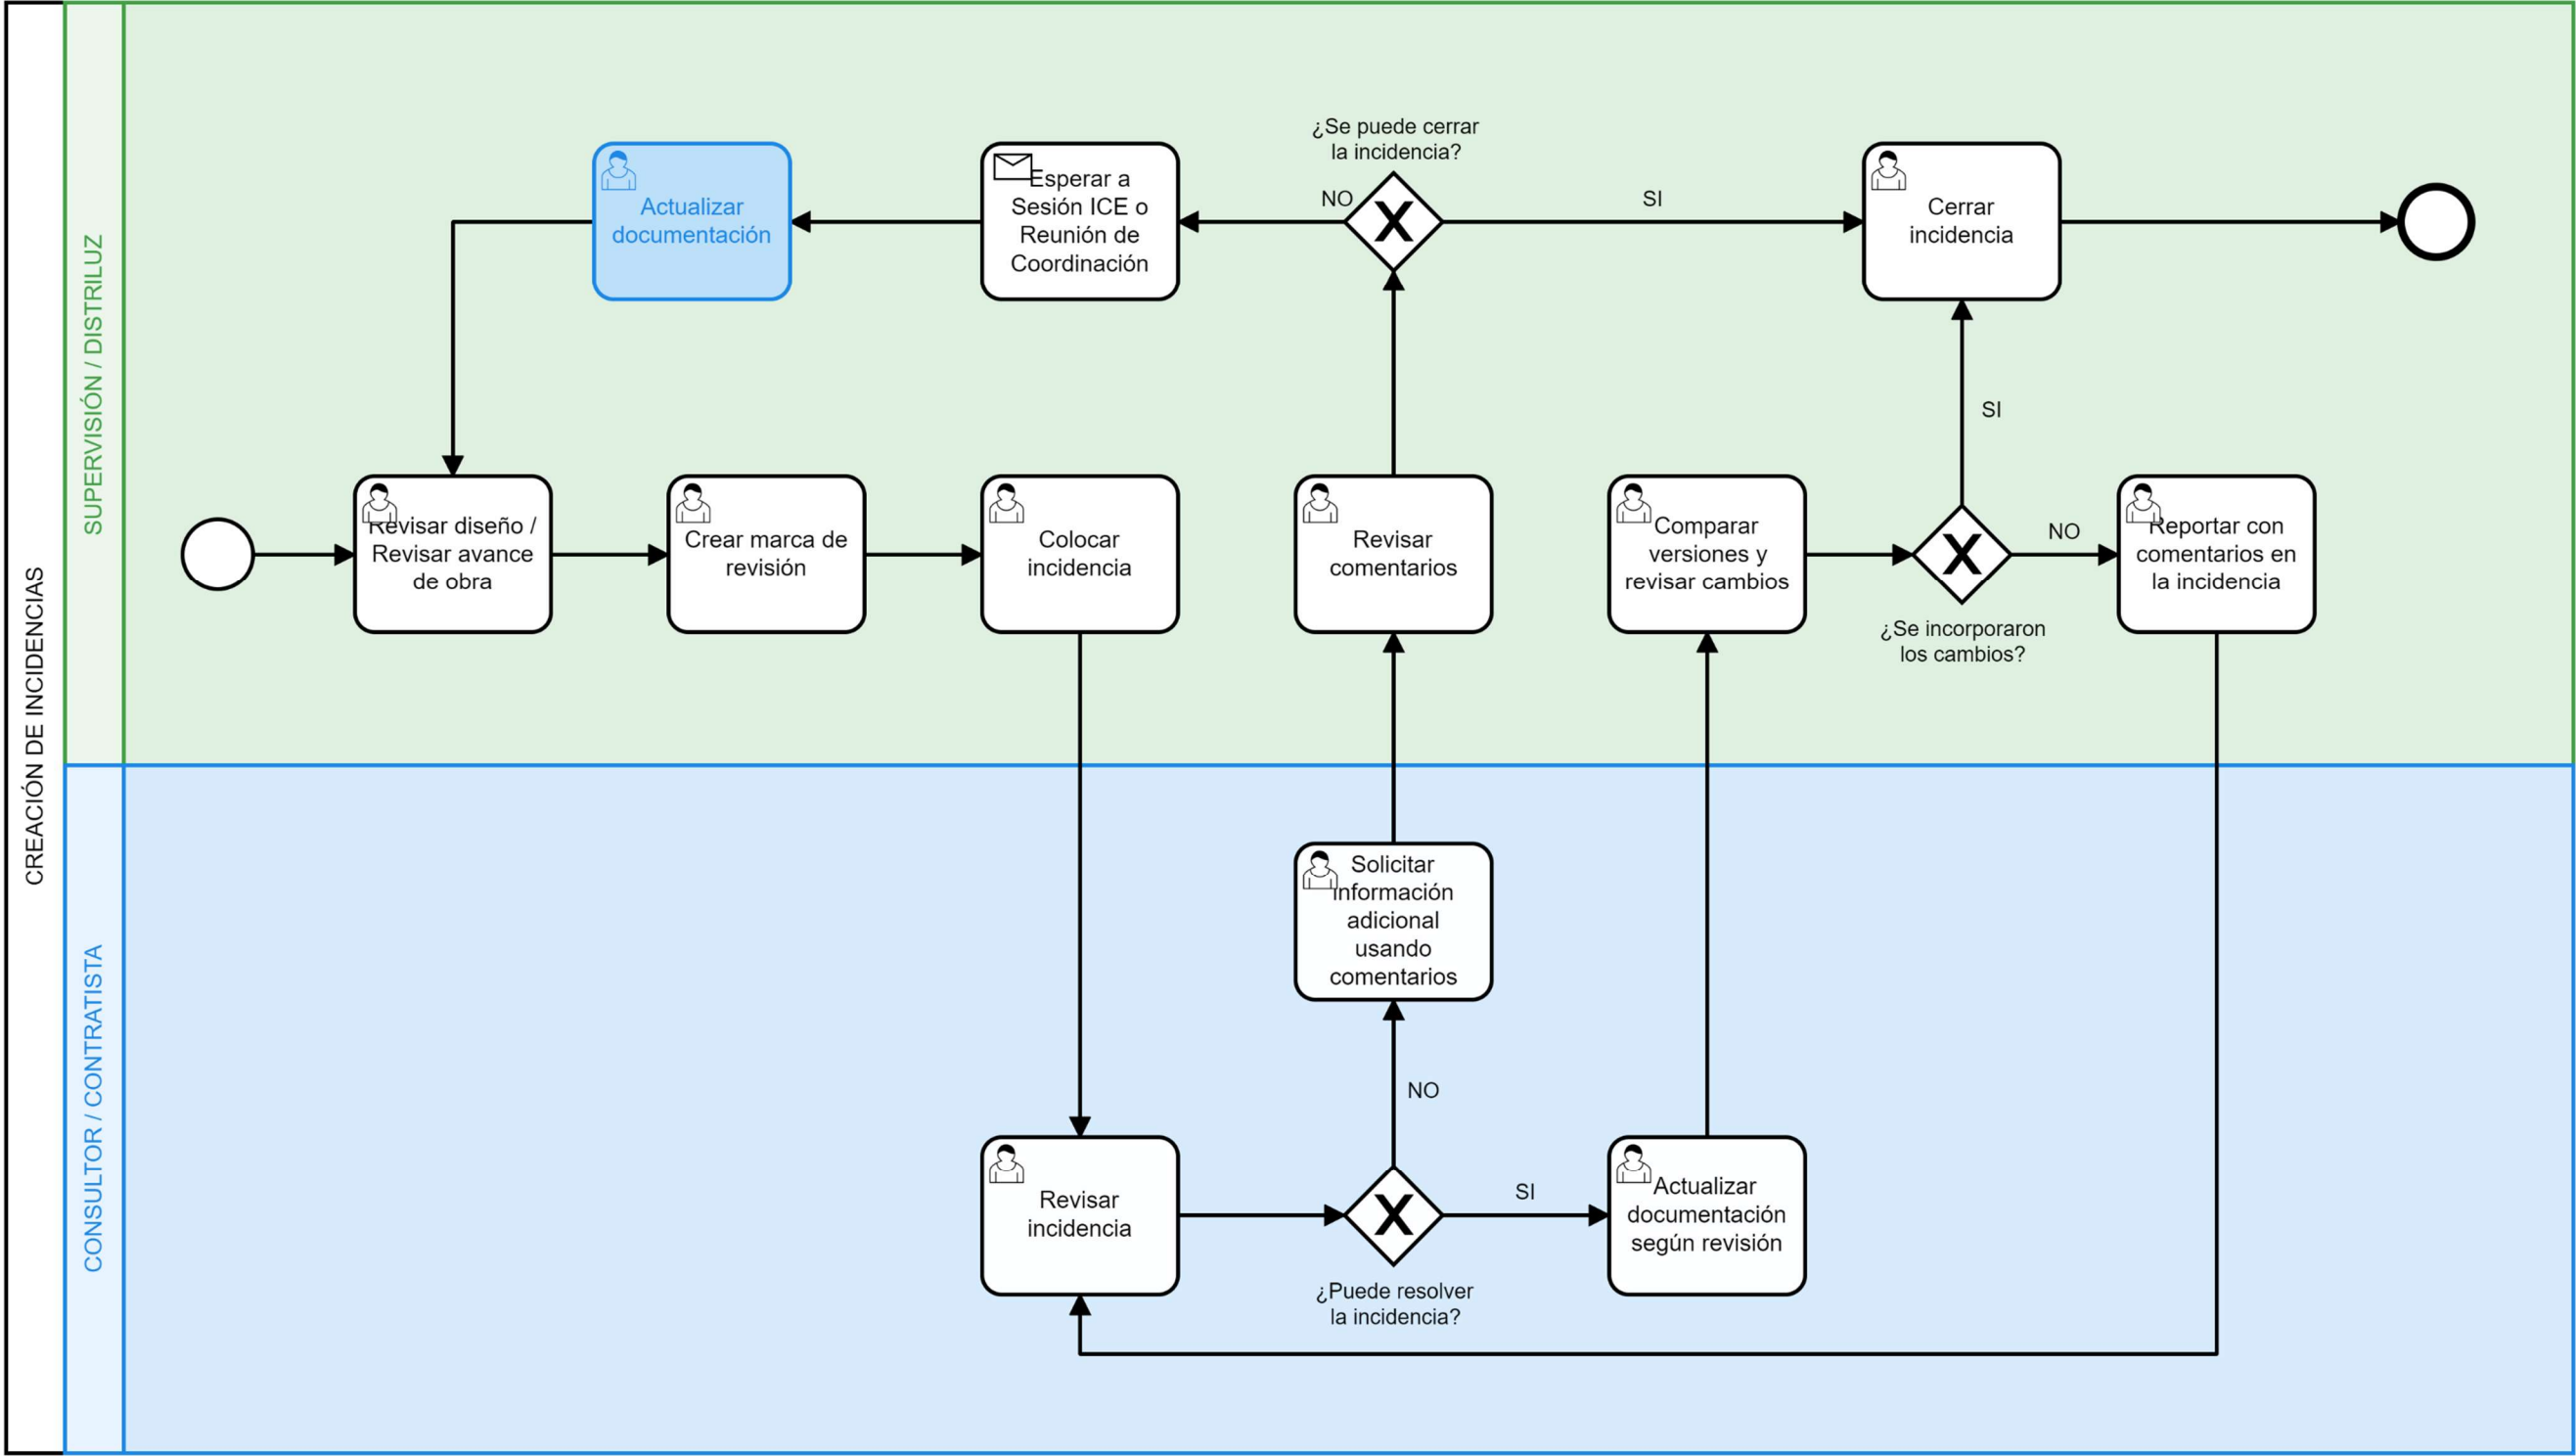 CREACIÓN DE INCIDENCIAS
SUPERVISIÓN / DISTRILUZ
¿Se puede cerrar
la incidencia?
Actualizar
documentación
Esperar a
Sesión ICE o
Reunión de
Coordinación
NO
SI
Cerrar
incidencia
SI
Revisar diseño /
Revisar avance
de obra
Crear marca de
revisión
Colocar
incidencia
Revisar
comentarios
Comparar
versiones y
revisar cambios
NO
Reportar con
comentarios en
la incidencia
¿Se incorporaron
los cambios?
CONSULTOR / CONTRATISTA
Solicitar
información
adicional
usando
comentarios
NO
Revisar
incidencia
SI
Actualizar
documentación
según revisión
¿Puede resolver
la incidencia?